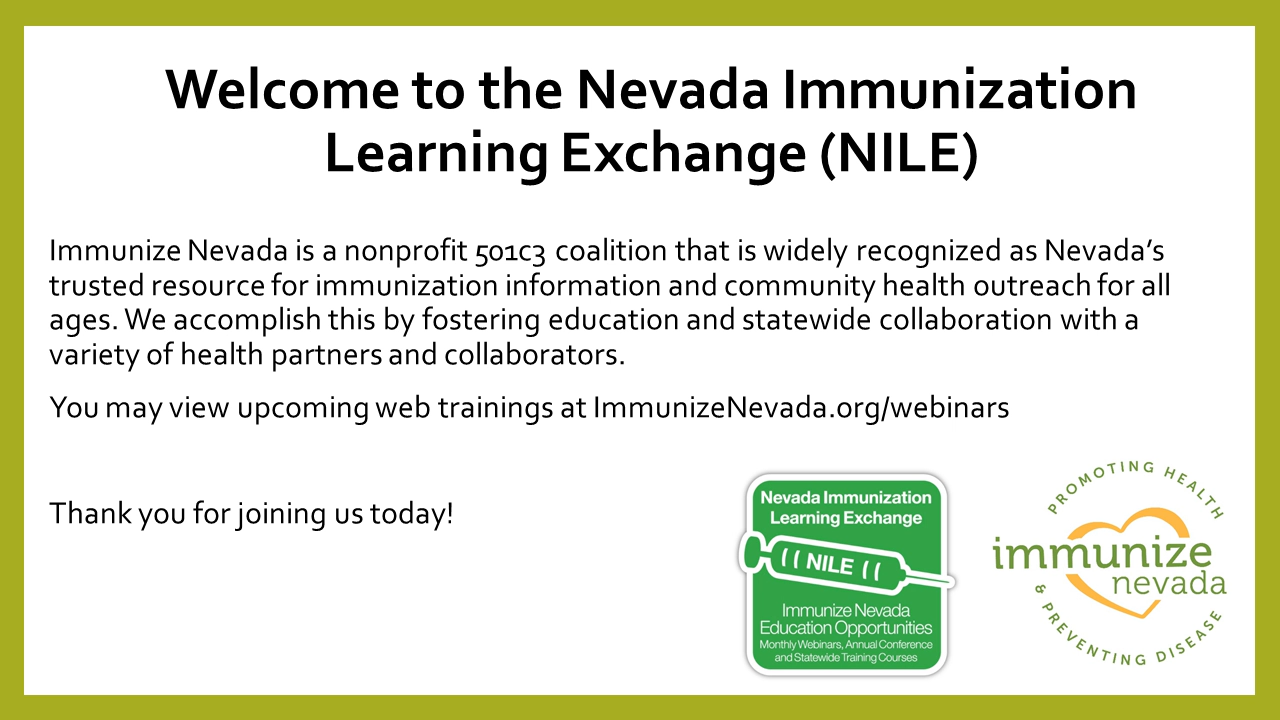 Welcome to the Nevada Immunization
Learning Exchange (NILE)
Immunize Nevada is a nonprofit 501c3 coalition that is widely recognized as Nevada’s
trusted resource for immunization information and community health outreach for all
ages. We accomplish this by fostering education and statewide collaboration with a
variety of health partners and collaborators.
You may view upcoming web trainings at ImmunizeNevada.org/webinars
Thank you for joining us today!
Nevada Immunization
Learning Exchange
NILE
Immunize Nevada
Education Opportunities
Monthly Webinars, Annual Conference
and Statewide Training Courses
PROMOTING HEALTH
immunize
nevada
& PREVENTING DISEASE